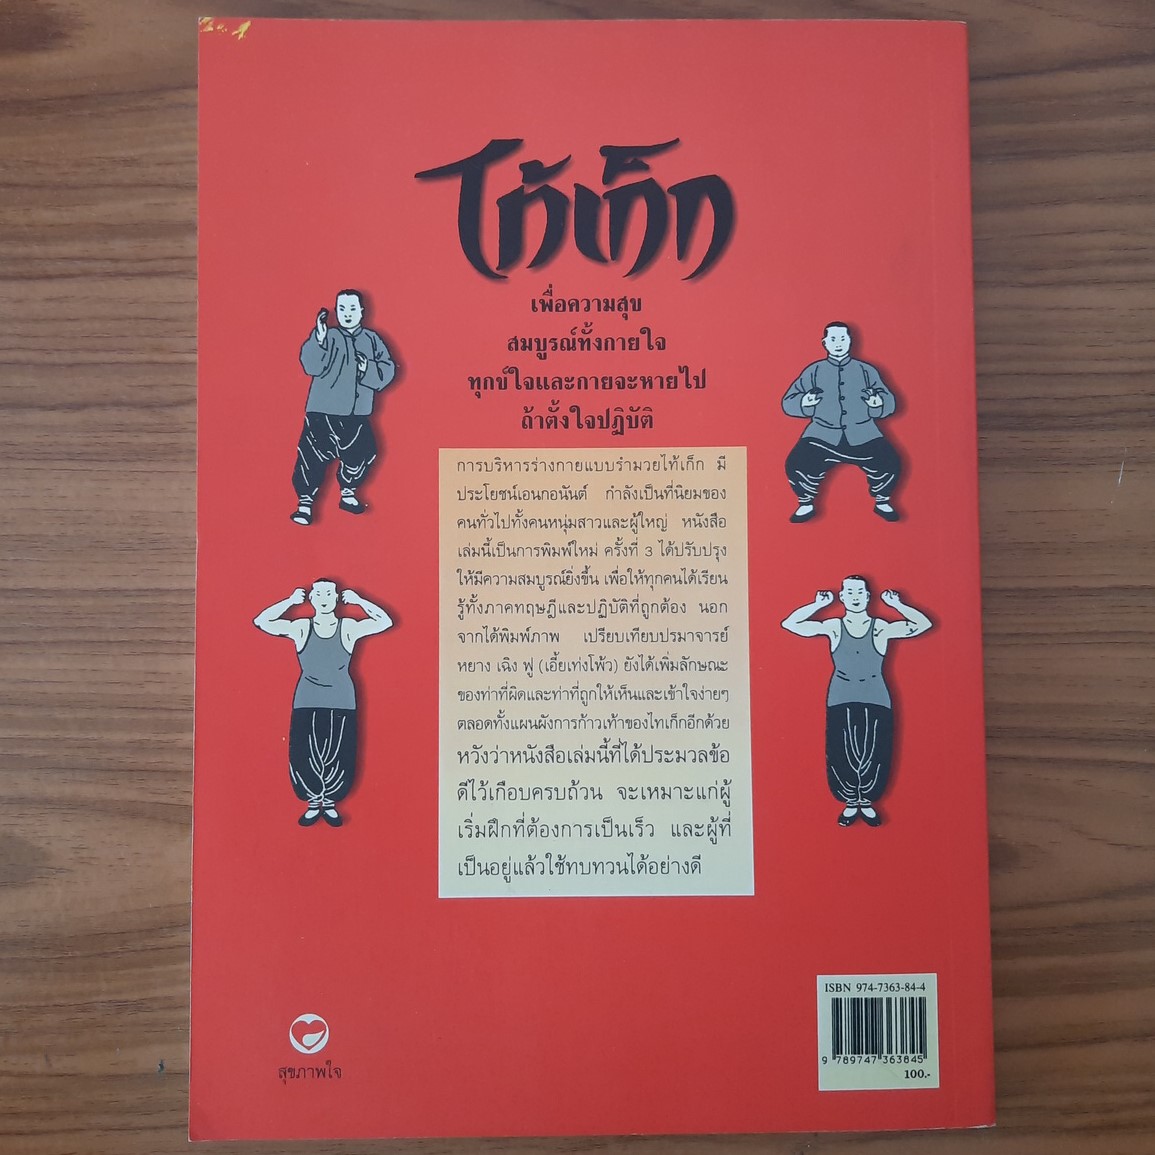 ไท้เก็ก
เพื่อความสุข
สมบูรณ์ทั้งกายใจ
ทุกข์ใจและกายจะหายไป
ถ้าตั้งใจปฏิบัติ
การบริหารร่างกายแบบรำมวยไท้เก็ก มี
ประโยชน์เอนกอนันต์ กำลังเป็นที่นิยมของ
คนทั่วไปทั้งคนหนุ่มสาวและผู้ใหญ่ หนังสือ
เล่มนี้เป็นการพิมพ์ใหม่ ครั้งที่ 3 ได้ปรับปรุง
ให้มีความสมบูรณ์ยิ่งขึ้น เพื่อให้ทุกคนได้เรียน
รู้ทั้งภาคทฤษฎีและปฏิบัติที่ถูกต้อง นอก
จากได้พิมพ์ภาพ เปรียบเทียบปรมาจารย์
หยาง เฉิง ฟู (เอี้ยเท่งโพ้ว) ยังได้เพิ่มลักษณะ
ของท่าที่ผิดและท่าที่ถูกให้เห็นและเข้าใจง่ายๆ
ตลอดทั้งแผนผังการก้าวเท้าของไทเก็กอีกด้วย
หวังว่าหนังสือเล่มนี้ที่ได้ประมวลข้อ
ดีไว้เกือบครบถ้วน จะเหมาะแก่ผู้
เริ่มฝึกที่ต้องการเป็นเร็ว และผู้ที่
เป็นอยู่แล้วใช้ทบทวนได้อย่างดี
สุขภาพใจ
ISBN 974-7363-84-4
9 789747 363845
100.-